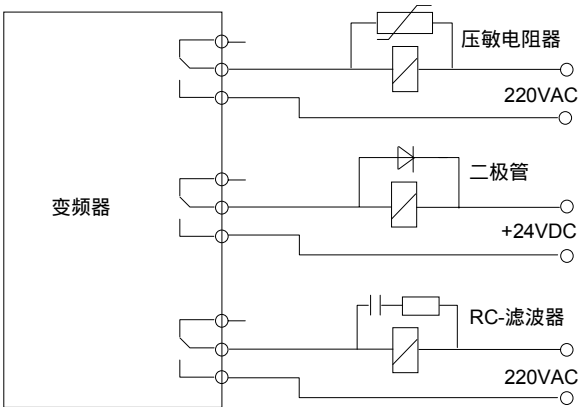 压敏电阻器
220VAC
二极管
变频器
+24VDC
RC-滤波器
220VAC